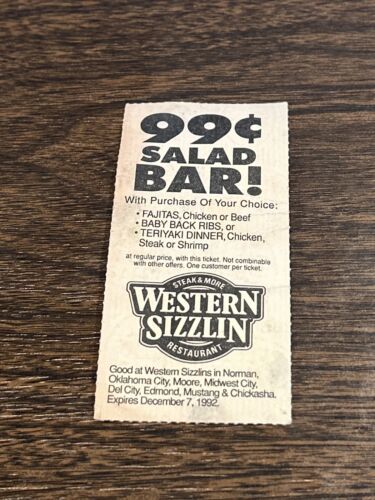 99¢
SALAD
BAR!
With Purchase Of Your Choice:
• FAJITAS, Chicken or Beef
• BABY BACK RIBS, or
• TERIYAKI DINNER, Chicken,
Steak or Shrimp
at regular price, with this ticket. Not combinable
with other offers. One customer per ticket.
STEAK & MORE
WESTERN
SIZZLIN
RESTAURANT
Good at Western Sizzlins in Norman,
Oklahoma City, Moore, Midwest City,
Del City, Edmond, Mustang & Chickasha.
Expires December 7, 1992.